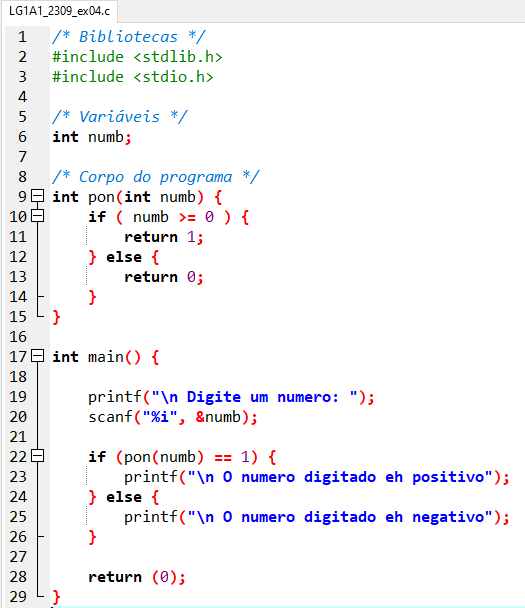 LG1A1_2309_ex04.c
1 /* Bibliotecas */
2 #include <stdlib.h>
3 #include <stdio.h>
4
5 /* Variáveis */
6 int numb;
7
8 /* Corpo do programa */
9 int pon(int numb) {
10     if ( numb >= 0 ) {
11         return 1;
12     } else {
13         return 0;
14     }
15 }
16
17 int main() {
18
19     printf("\n Digite um numero: ");
20     scanf("%i", &numb);
21
22     if (pon(numb) == 1) {
23         printf("\n O numero digitado eh positivo");
24     } else {
25         printf("\n O numero digitado eh negativo");
26     }
27
28     return (0);
29 }